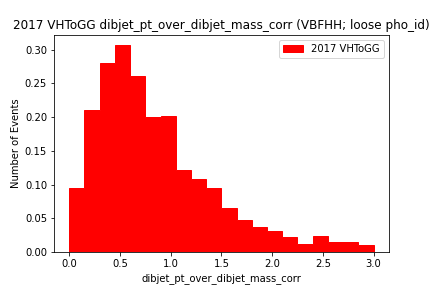 2017 VHToGG dibjet_pt_over_dibjet_mass_corr (VBFHH; loose pho_id)
2017 VHToGG
Number of Events
0.30
0.25
0.20
0.15
0.10
0.05
0.00
0.0 0.5 1.0 1.5 2.0 2.5 3.0
dibjet_pt_over_dibjet_mass_corr